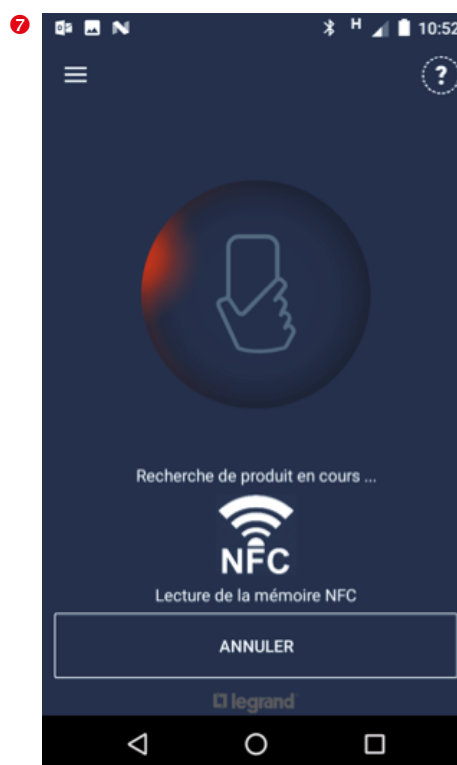 7
H 10:52
?
Recherche de produit en cours ...
NFC
Lecture de la mémoire NFC
ANNULER
legrand